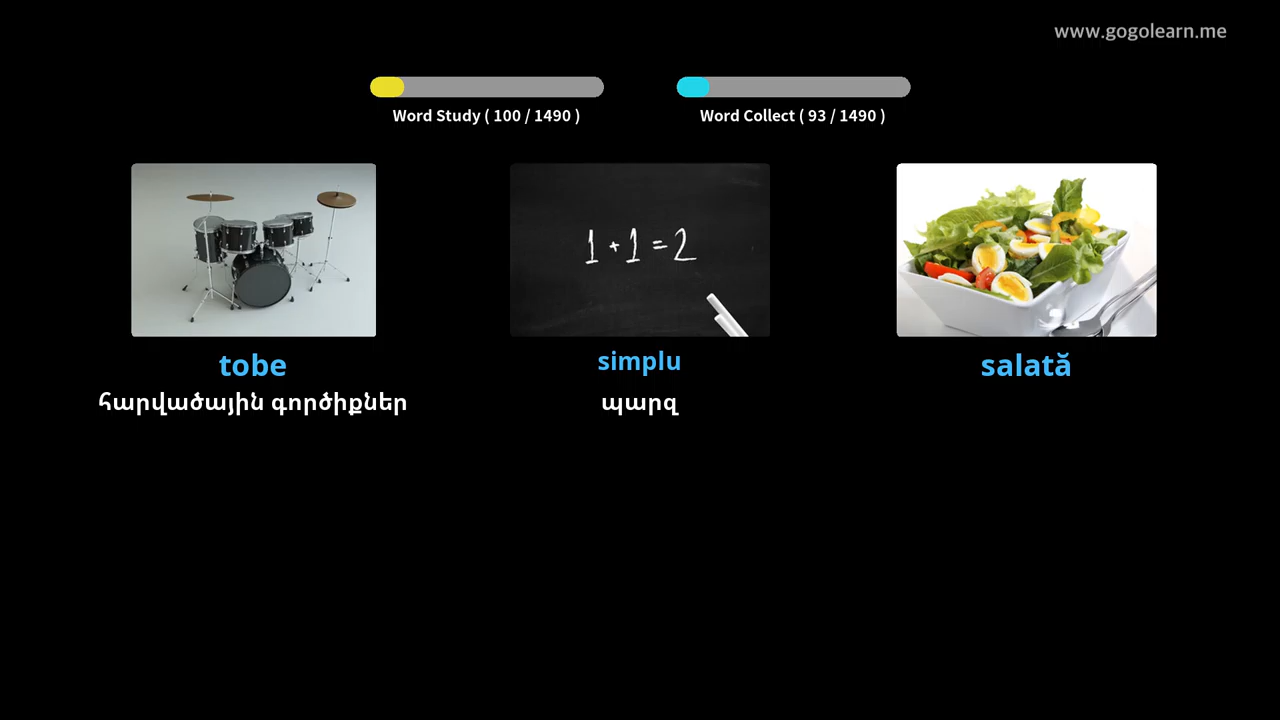 www.gogolearn.me
Word Study ( 100 / 1490 )
Word Collect ( 93 / 1490 )
1 + 1 = 2
tobe
հարվածային գործիքներ
simplu
պարզ
salată